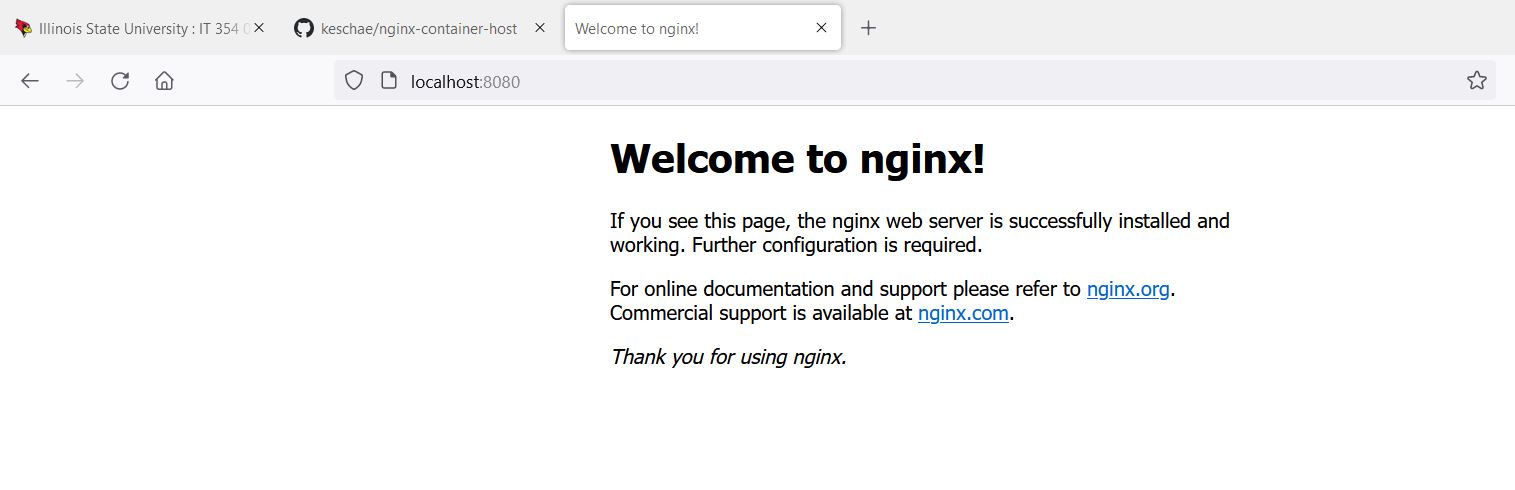 Illinois State University : IT 354
keschae/nginx-container-host
Welcome to nginx!
localhost:8080
Welcome to nginx!
If you see this page, the nginx web server is successfully installed and
working. Further configuration is required.
For online documentation and support please refer to nginx.org.
Commercial support is available at nginx.com.
Thank you for using nginx.